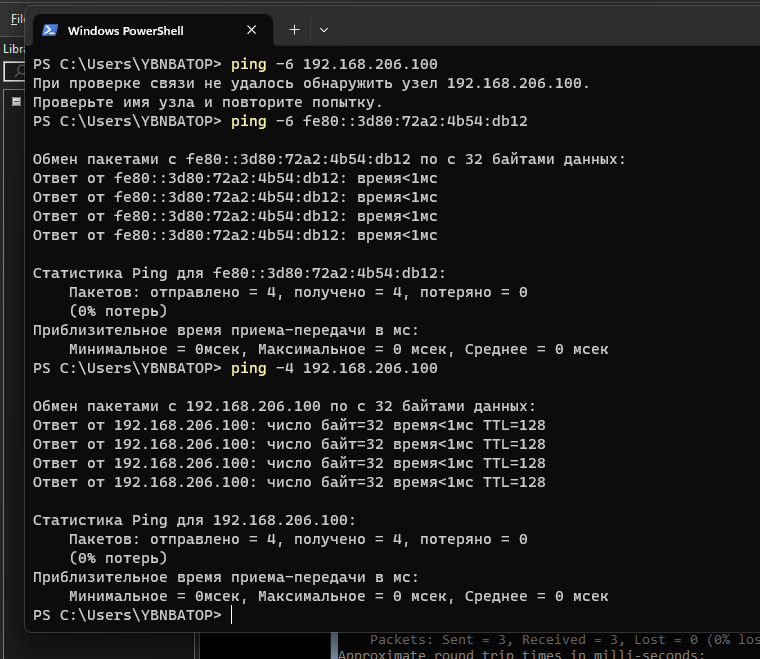 File
Windows PowerShell
Libra
PS C:\Users\YBNBATOP> ping -6 192.168.206.100
При проверке связи не удалось обнаружить узел 192.168.206.100.
Проверьте имя узла и повторите попытку.
PS C:\Users\YBNBATOP> ping -6 fe80::3d80:72a2:4b54:db12
Обмен пакетами с fe80::3d80:72a2:4b54:db12 по с 32 байтами данных:
Ответ от fe80::3d80:72a2:4b54:db12: время<1мс
Ответ от fe80::3d80:72a2:4b54:db12: время<1мс
Ответ от fe80::3d80:72a2:4b54:db12: время<1мс
Ответ от fe80::3d80:72a2:4b54:db12: время<1мс
Статистика Ping для fe80::3d80:72a2:4b54:db12:
Пакетов: отправлено = 4, получено = 4, потеряно = 0
(0% потерь)
Приблизительное время приема-передачи в мс:
Минимальное = 0мсек, Максимальное = 0 мсек, Среднее = 0 мсек
PS C:\Users\YBNBATOP> ping -4 192.168.206.100
Обмен пакетами с 192.168.206.100 по с 32 байтами данных:
Ответ от 192.168.206.100: число байт=32 время<1мс TTL=128
Ответ от 192.168.206.100: число байт=32 время<1мс TTL=128
Ответ от 192.168.206.100: число байт=32 время<1мс TTL=128
Ответ от 192.168.206.100: число байт=32 время<1мс TTL=128
Статистика Ping для 192.168.206.100:
Пакетов: отправлено = 4, получено = 4, потеряно = 0
(0% потерь)
Приблизительное время приема-передачи в мс:
Минимальное = 0мсек, Максимальное = 0 мсек, Среднее = 0 мсек
PS C:\Users\YBNBATOP>
Packets: Sent = 3, Received = 3, Lost = 0 (0% los
Approximate round trip times in milli-seconds: